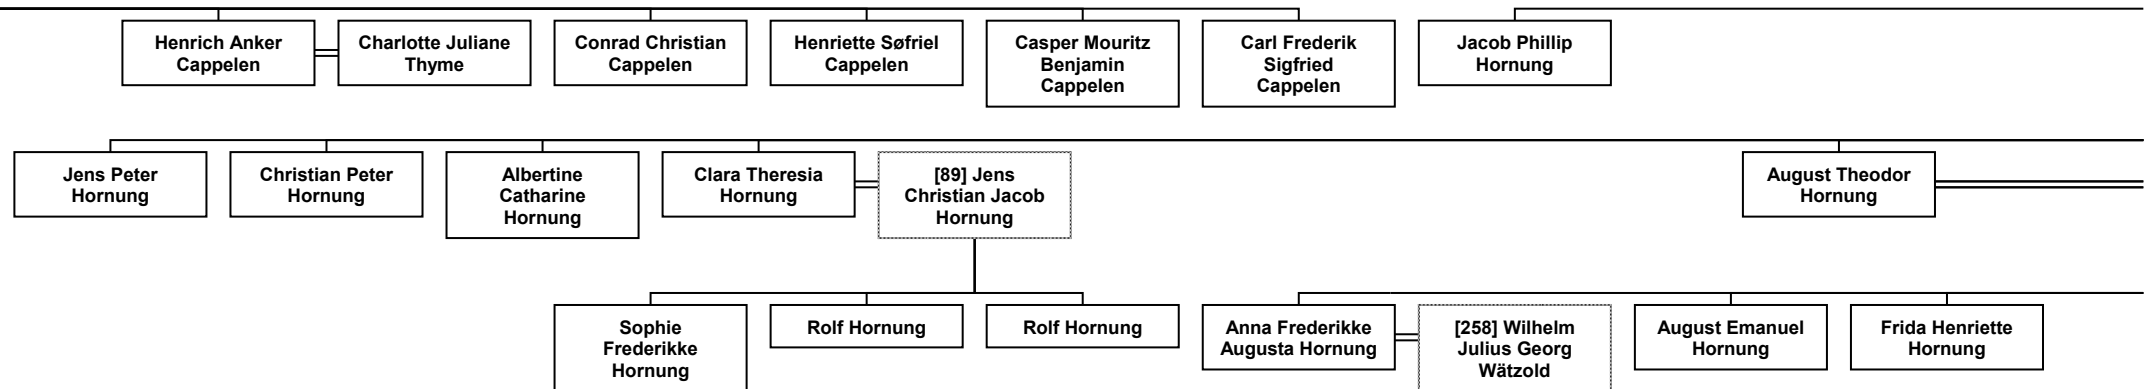 Henrich Anker
Cappelen
Charlotte Juliane
Thyme
Conrad Christian
Cappelen
Henriette Søfriel
Cappelen
Casper Mouritz
Benjamin
Cappelen
Carl Frederik
Sigfried
Cappelen
Jacob Phillip
Hornung
Jens Peter
Hornung
Christian Peter
Hornung
Albertine
Catharine
Hornung
Clara Theresia
Hornung
[89] Jens
Christian Jacob
Hornung
August Theodor
Hornung
Sophie
Frederikke
Hornung
Rolf Hornung
Rolf Hornung
Anna Frederikke
Augusta Hornung
[258] Wilhelm
Julius Georg
Wätzold
August Emanuel
Hornung
Frida Henriette
Hornung